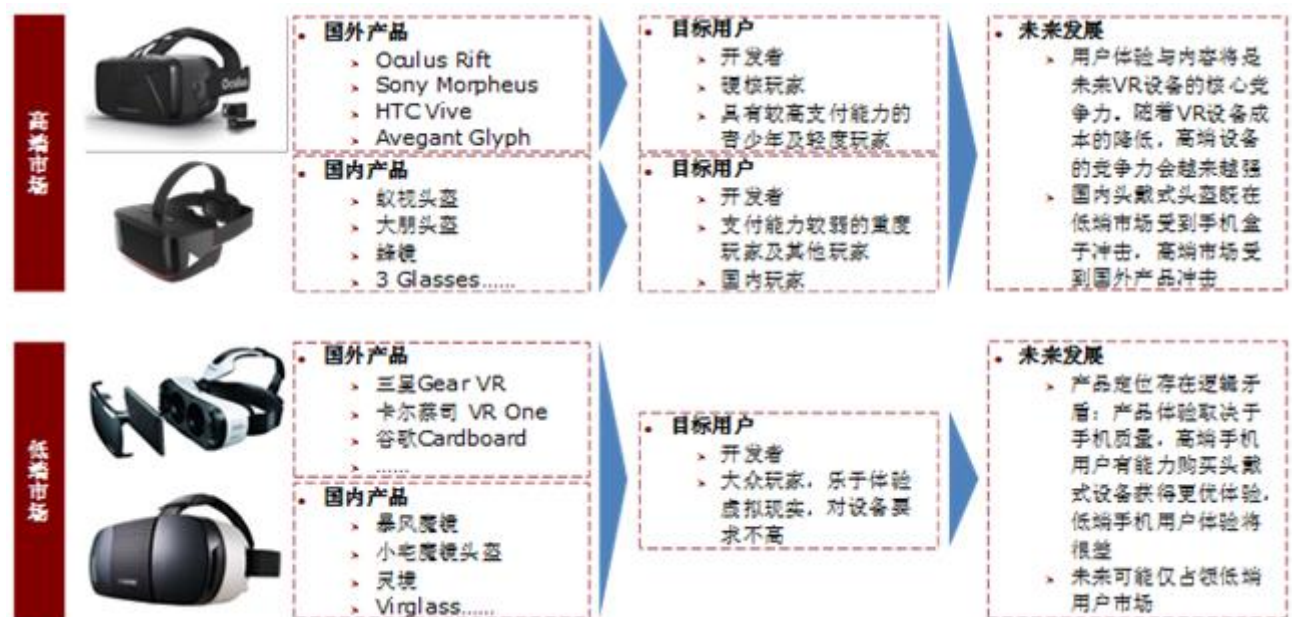 高端市场
Oculus
国外产品
Oculus Rift
Sony Morpheus
HTC Vive
Avegant Glyph
国内产品
蚁视头盔
大朋头盔
蜂镜
3 Glasses......
目标用户
开发者
硬核玩家
具有较高支付能力的
青少年及轻度玩家
目标用户
开发者
支付能力较弱的重度
玩家及其他玩家
国内玩家
未来发展
用户体验与内容将是
未来VR设备的核心竞
争力。随着VR设备成
本的降低，高端设备
的竞争力会越来越强
国内头戴式头盔既在
低端市场受到手机盒
子冲击，高端市场受
到国外产品冲击
低端市场
国外产品
三星Gear VR
卡尔蔡司 VR One
谷歌Cardboard
......
国内产品
暴风魔镜
小宅魔镜头盔
灵境
Virglass......
目标用户
开发者
大众玩家，乐于体验
虚拟现实，对设备要
求不高
未来发展
产品定位存在逻辑矛
盾：产品体验取决于
手机质量，高端手机
用户有能力购买头戴
式设备获得更优体验，
低端手机用户体验将
很差
未来可能仅占领低端
用户市场